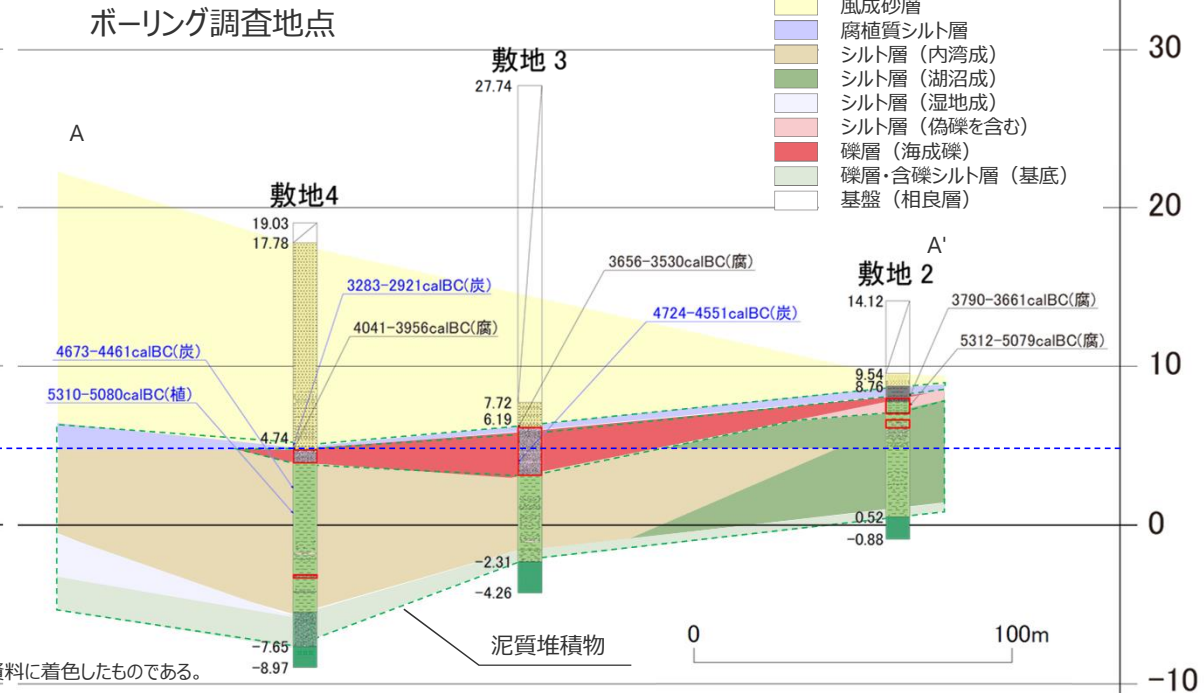 ボーリング調査地点
風成砂層
腐植質シルト層
シルト層（内湾成）
シルト層（湖沼成）
シルト層（湿地成）
シルト層（偽礫を含む）
礫層（海成礫）
礫層・含礫シルト層（基底）
基盤（相良層）
30
20
10
0
-10
A
A'
敷地 3
27.74
7.72
6.19
-2.31
-4.26
敷地4
19.03
17.78
4.74
-7.65
-8.97
敷地 2
14.12
9.54
8.76
0.52
-0.88
3656-3530calBC(腐)
3283-2921calBC(炭)
4724-4551calBC(炭)
3790-3661calBC(腐)
4041-3956calBC(腐)
5312-5079calBC(腐)
4673-4461calBC(炭)
5310-5080calBC(植)
泥質堆積物
0
100m
料に着色したものである。